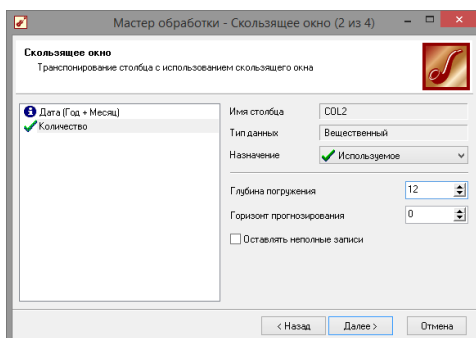 Мастер обработки - Скользящее окно (2 из 4)
Скользящее окно
Транспонирование столбца с использованием скользящего окна
Дата (Год + Месяц)
Количество
Имя столбца COL2
Тип данных Вещественный
Назначение Используемое
Глубина погружения 12
Горизонт прогнозирования 0
Оставлять неполные записи
< Назад Далее > Отмена